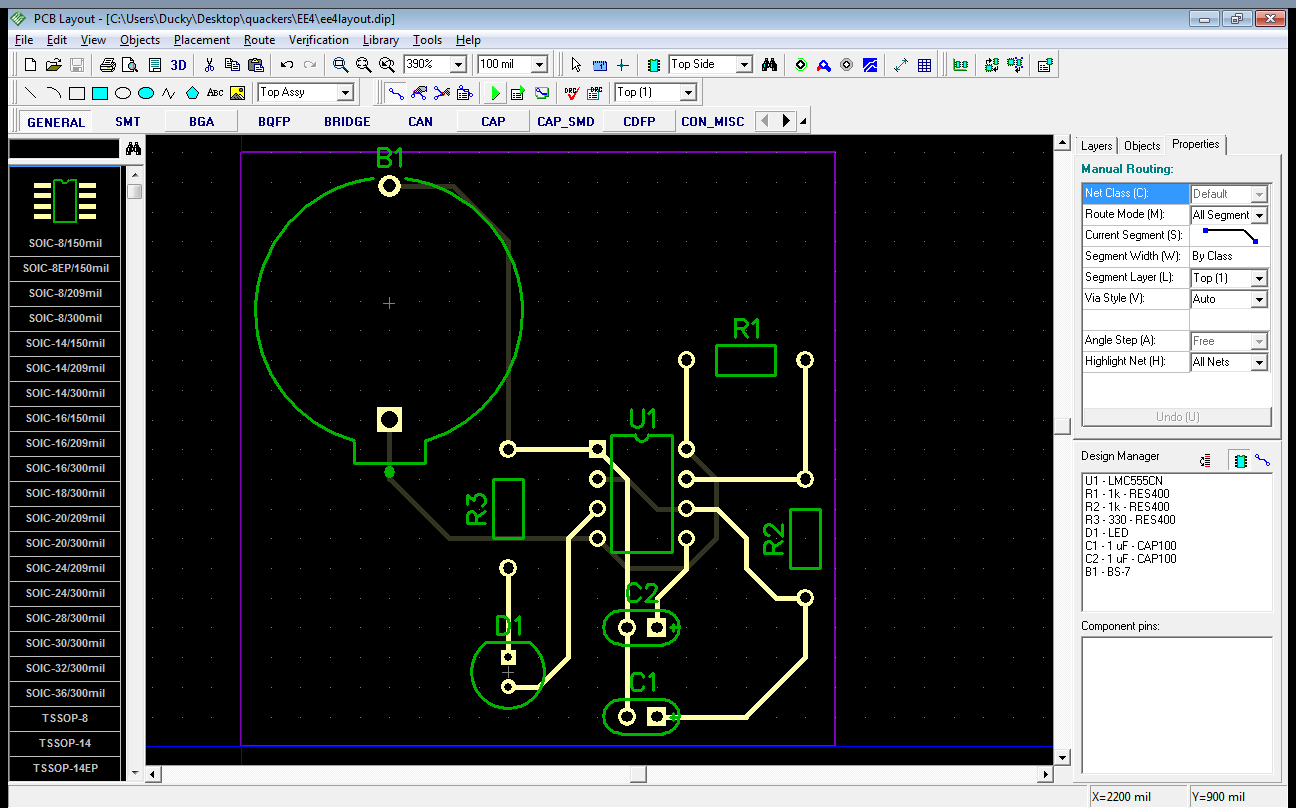 PCB Layout - [C:\Users\Ducky\Desktop\quackers\EE4\ee4layout.dip]
File Edit View Objects Placement Route Verification Library Tools Help
3D 390% 100 mil Top Side
ABC Top Assy DRC DRC Top (1)
GENERAL SMT BGA BQFP BRIDGE CAN CAP CAP_SMD CDFP CON_MISC
SOIC-8/150mil
SOIC-8EP/150mil
SOIC-8/209mil
SOIC-8/300mil
SOIC-14/150mil
SOIC-14/209mil
SOIC-14/300mil
SOIC-16/150mil
SOIC-16/209mil
SOIC-16/300mil
SOIC-18/300mil
SOIC-20/209mil
SOIC-20/300mil
SOIC-24/209mil
SOIC-24/300mil
SOIC-28/300mil
SOIC-30/300mil
SOIC-32/300mil
SOIC-36/300mil
TSSOP-8
TSSOP-14
TSSOP-14EP
B1
R1
U1
R3
R2
C2
D1
C1
Layers Objects Properties
Manual Routing:
Net Class (C): Default
Route Mode (M): All Segment
Current Segment (S):
Segment Width (W): By Class
Segment Layer (L): Top (1)
Via Style (V): Auto
Angle Step (A): Free
Highlight Net (H): All Nets
Undo (U)
Design Manager
U1 - LMC555CN
R1 - 1k - RES400
R2 - 1k - RES400
R3 - 330 - RES400
D1 - LED
C1 - 1 uF - CAP100
C2 - 1 uF - CAP100
B1 - BS-7
Component pins:
X=2200 mil Y=900 mil